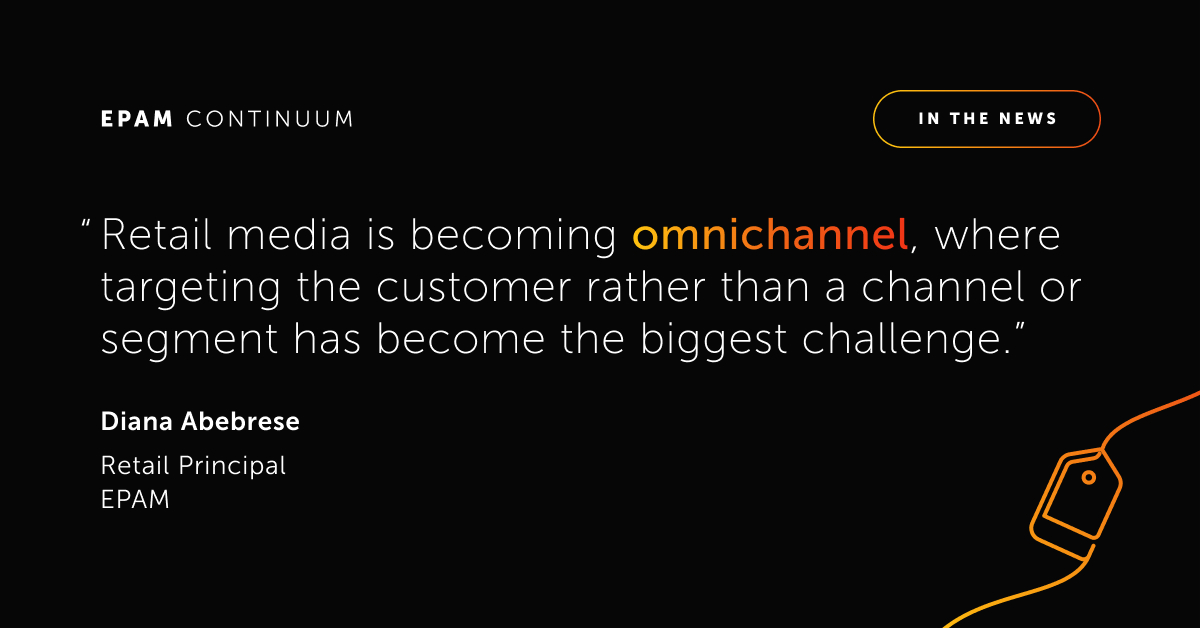 EPAM CONTINUUM
IN THE NEWS
“Retail media is becoming omnichannel, where
targeting the customer rather than a channel or
segment has become the biggest challenge.”
Diana Abebrese
Retail Principal
EPAM